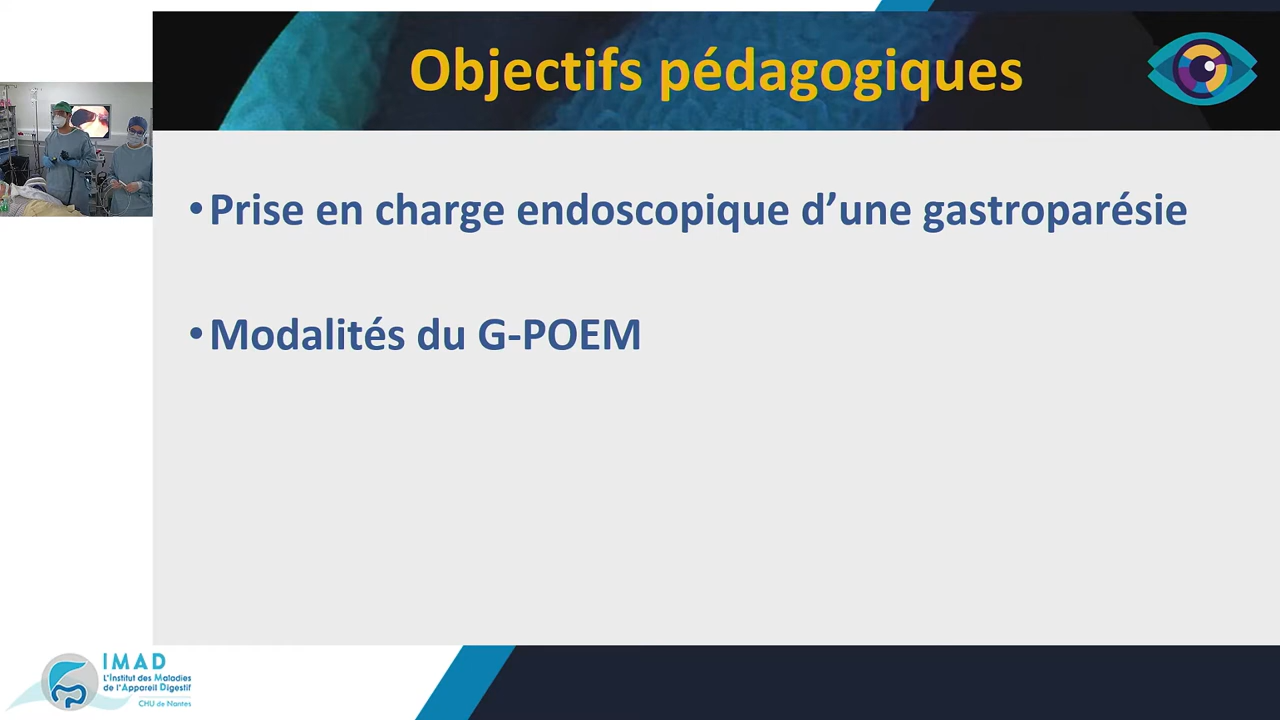 Objectifs pédagogiques
•Prise en charge endoscopique d’une gastroparésie
•Modalités du G-POEM
IMAD
L'Institut des Maladies
de l'Appareil Digestif
CHU de Nantes